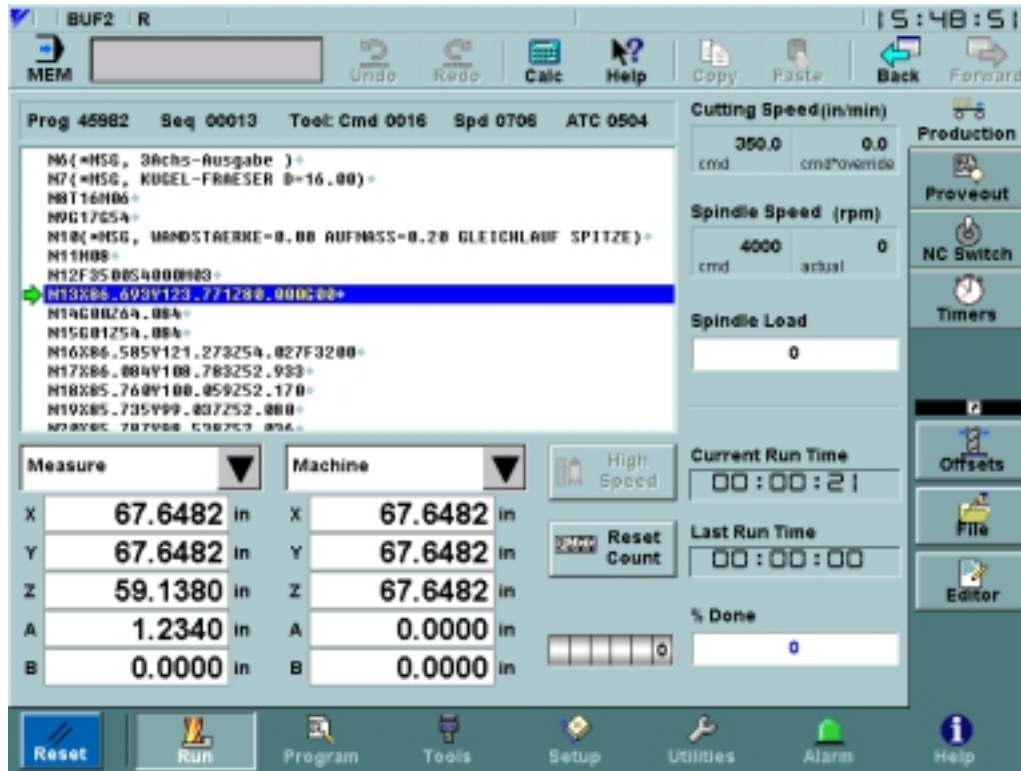 BUF2 R 15:48:51
MEM Undo Redo Calc Help Copy Paste Back Forward
Prog 45982 Seq 00013 Tool: Cmd 0016 Spd 0706 ATC 0504
N6(*MSG, 3Achs-Ausgabe )
N7(*MSG, KUGEL-FRAESER D=16.00)
N8T16M06
N9G17G54
N10(*MSG, WANDSTAERKE=0.00 AUFMASS=0.20 GLEICHLAUF SPITZE)
N11M08
N12F3500S4000M03
N13X86.693Y123.771Z80.000G00
N14G00Z64.084
N15G01Z54.084
N16X86.585Y121.273Z54.027F3200
N17X86.084Y108.783Z52.933
N18X85.760Y100.059Z52.170
N19X85.735Y99.037Z52.080
Cutting Speed(in/min)
350.0 0.0
cmd cmd*override
Spindle Speed (rpm)
4000 0
cmd actual
Spindle Load
0
Production
Proveout
NC Switch
Timers
Offsets
File
Editor
Measure
X 67.6482 in
Y 67.6482 in
Z 59.1380 in
A 1.2340 in
B 0.0000 in
Machine
X 67.6482 in
Y 67.6482 in
Z 67.6482 in
A 0.0000 in
B 0.0000 in
High
Speed
Reset
Count
0
Current Run Time
00:00:21
Last Run Time
00:00:00
% Done
0
Reset Run Program Tools Setup Utilities Alarm Help